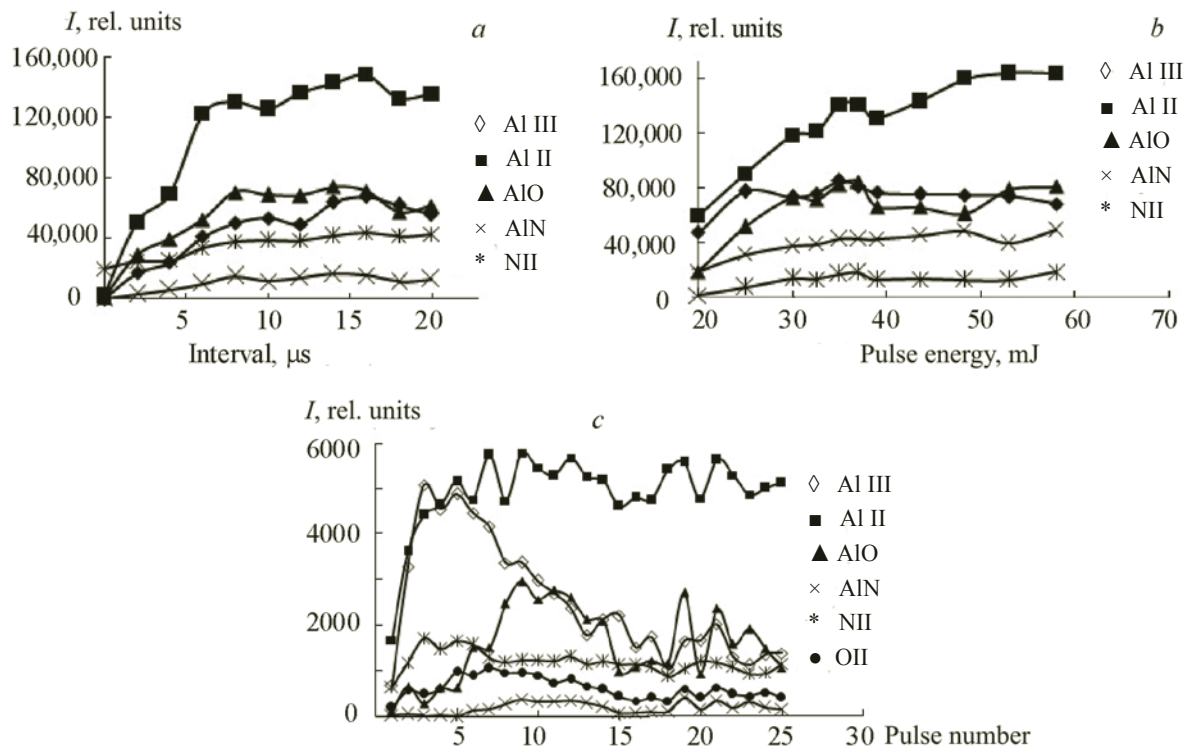 I, rel. units
a
160,000
120,000
80,000
40,000
0
5
10
15
20
Interval, μs
◊ Al III
■ Al II
▲ AlO
× AlN
* NII
I, rel. units
b
160,000
120,000
80,000
40,000
0
20
30
40
50
60
70
Pulse energy, mJ
◊ Al III
■ Al II
▲ AlO
× AlN
* NII
I, rel. units
c
6000
4000
2000
0
5
10
15
20
25
30
Pulse number
◊ Al III
■ Al II
▲ AlO
× AlN
* NII
● OII